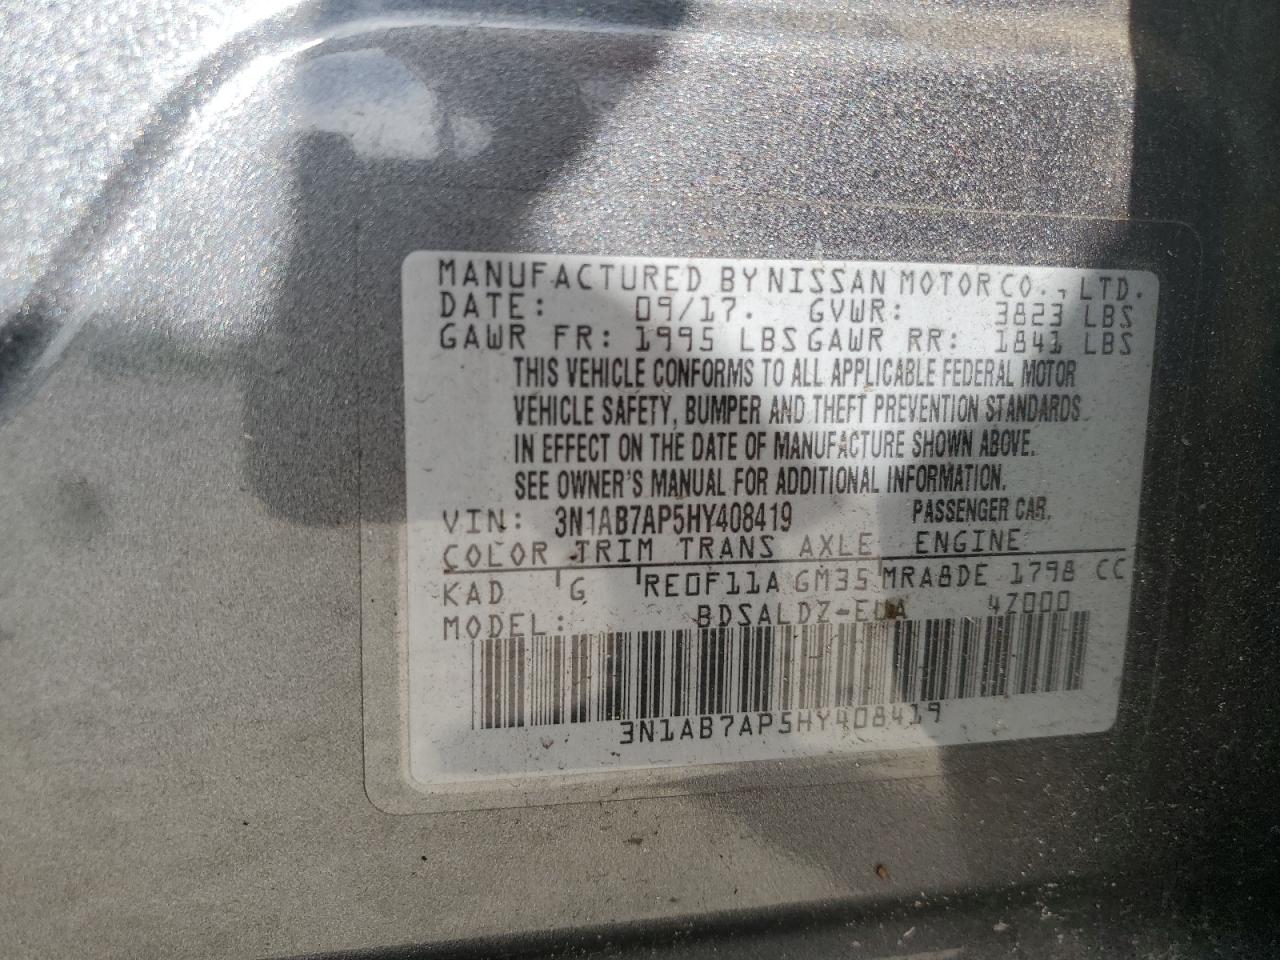 MANUFACTURED BY NISSAN MOTOR CO., LTD.
DATE: 09/17. GVWR: 3823 LBS
GAWR FR: 1995 LBS GAWR RR: 1841 LBS
THIS VEHICLE CONFORMS TO ALL APPLICABLE FEDERAL MOTOR
VEHICLE SAFETY, BUMPER AND THEFT PREVENTION STANDARDS
IN EFFECT ON THE DATE OF MANUFACTURE SHOWN ABOVE.
SEE OWNER'S MANUAL FOR ADDITIONAL INFORMATION.
VIN: 3N1AB7AP5HY408419 PASSENGER CAR.
COLOR TRIM TRANS AXLE ENGINE
KAD G RE0F11A GM35 MRA8DE 1798 CC
MODEL: BDSALDZ-EUA 4Z000
3N1AB7AP5HY408419